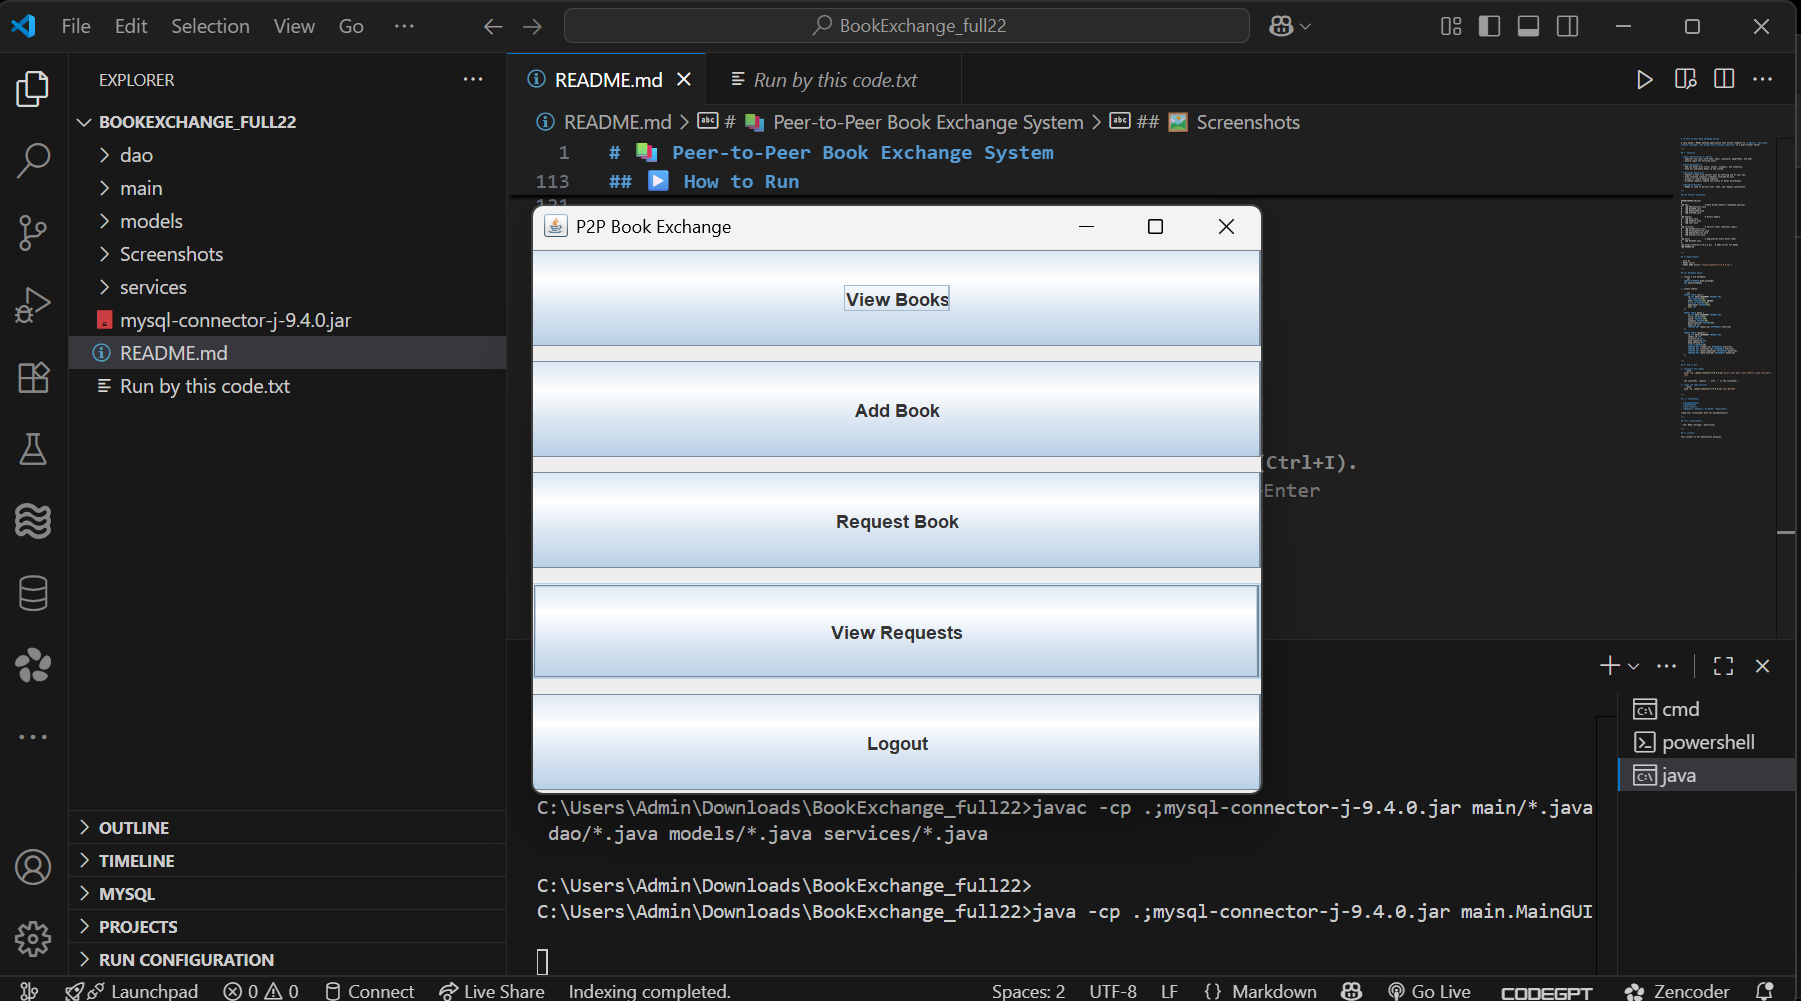 File Edit Selection View Go ··· BookExchange_full22
EXPLORER ···
README.md Run by this code.txt
BOOKEXCHANGE_FULL22
README.md > # Peer-to-Peer Book Exchange System > ## Screenshots
dao
main
models
Screenshots
services
mysql-connector-j-9.4.0.jar
README.md
Run by this code.txt
1 # Peer-to-Peer Book Exchange System
113 ## How to Run
121
P2P Book Exchange
View Books
Add Book
Request Book
View Requests
Logout
(Ctrl+I).
Enter
cmd
powershell
java
C:\Users\Admin\Downloads\BookExchange_full22>javac -cp .;mysql-connector-j-9.4.0.jar main/*.java
dao/*.java models/*.java services/*.java
C:\Users\Admin\Downloads\BookExchange_full22>
C:\Users\Admin\Downloads\BookExchange_full22>java -cp .;mysql-connector-j-9.4.0.jar main.MainGUI
OUTLINE
TIMELINE
MYSQL
PROJECTS
RUN CONFIGURATION
Launchpad 0 0 Connect Live Share Indexing completed. Spaces: 2 UTF-8 LF {} Markdown Go Live CODEGPT Zencoder